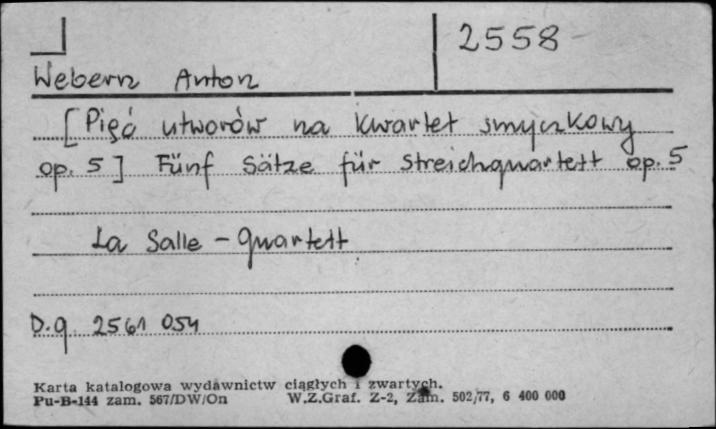 2558
Webern Anton
[Pięć utworów na kwartet smyczkowy
op. 5] Fünf Sätze für Streichquartett op. 5
La Salle - Quartett
D.g. 2561 054
Karta katalogowa wydawnictw ciągłych i zwartych.
Pu-B-144 zam. 567/DW/On W.Z.Graf. Z-2, Zam. 502/77, 6 400 000